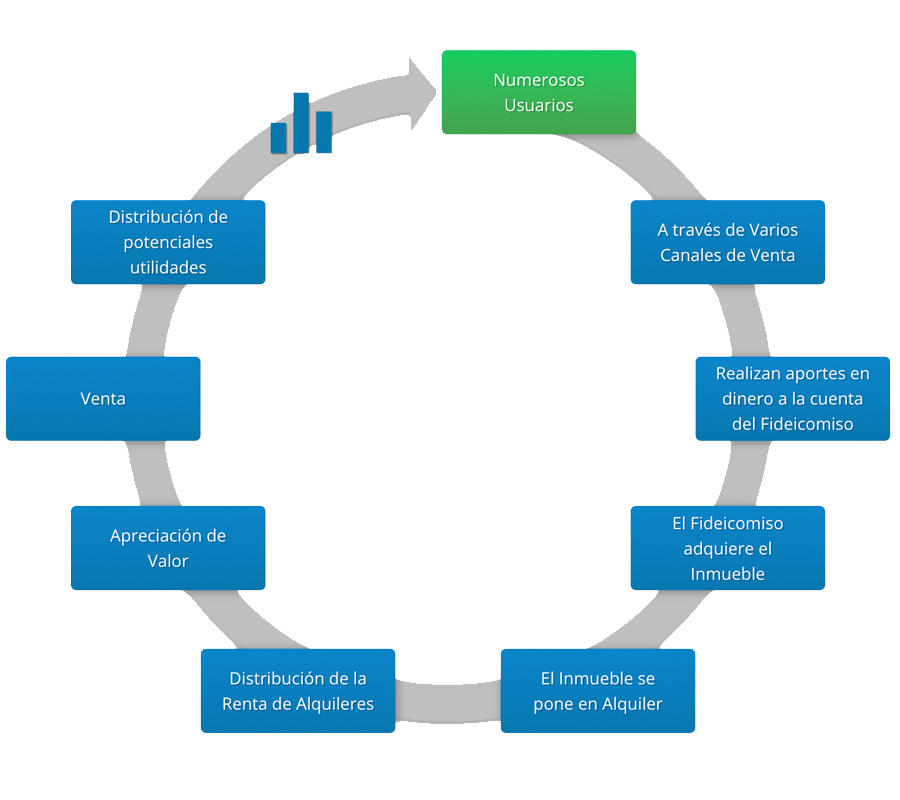 Numerosos
Usuarios
A través de Varios
Canales de Venta
Realizan aportes en
dinero a la cuenta
del Fideicomiso
El Fideicomiso
adquiere el
Inmueble
El Inmueble se
pone en Alquiler
Distribución de la
Renta de Alquileres
Apreciación de
Valor
Venta
Distribución de
potenciales
utilidades